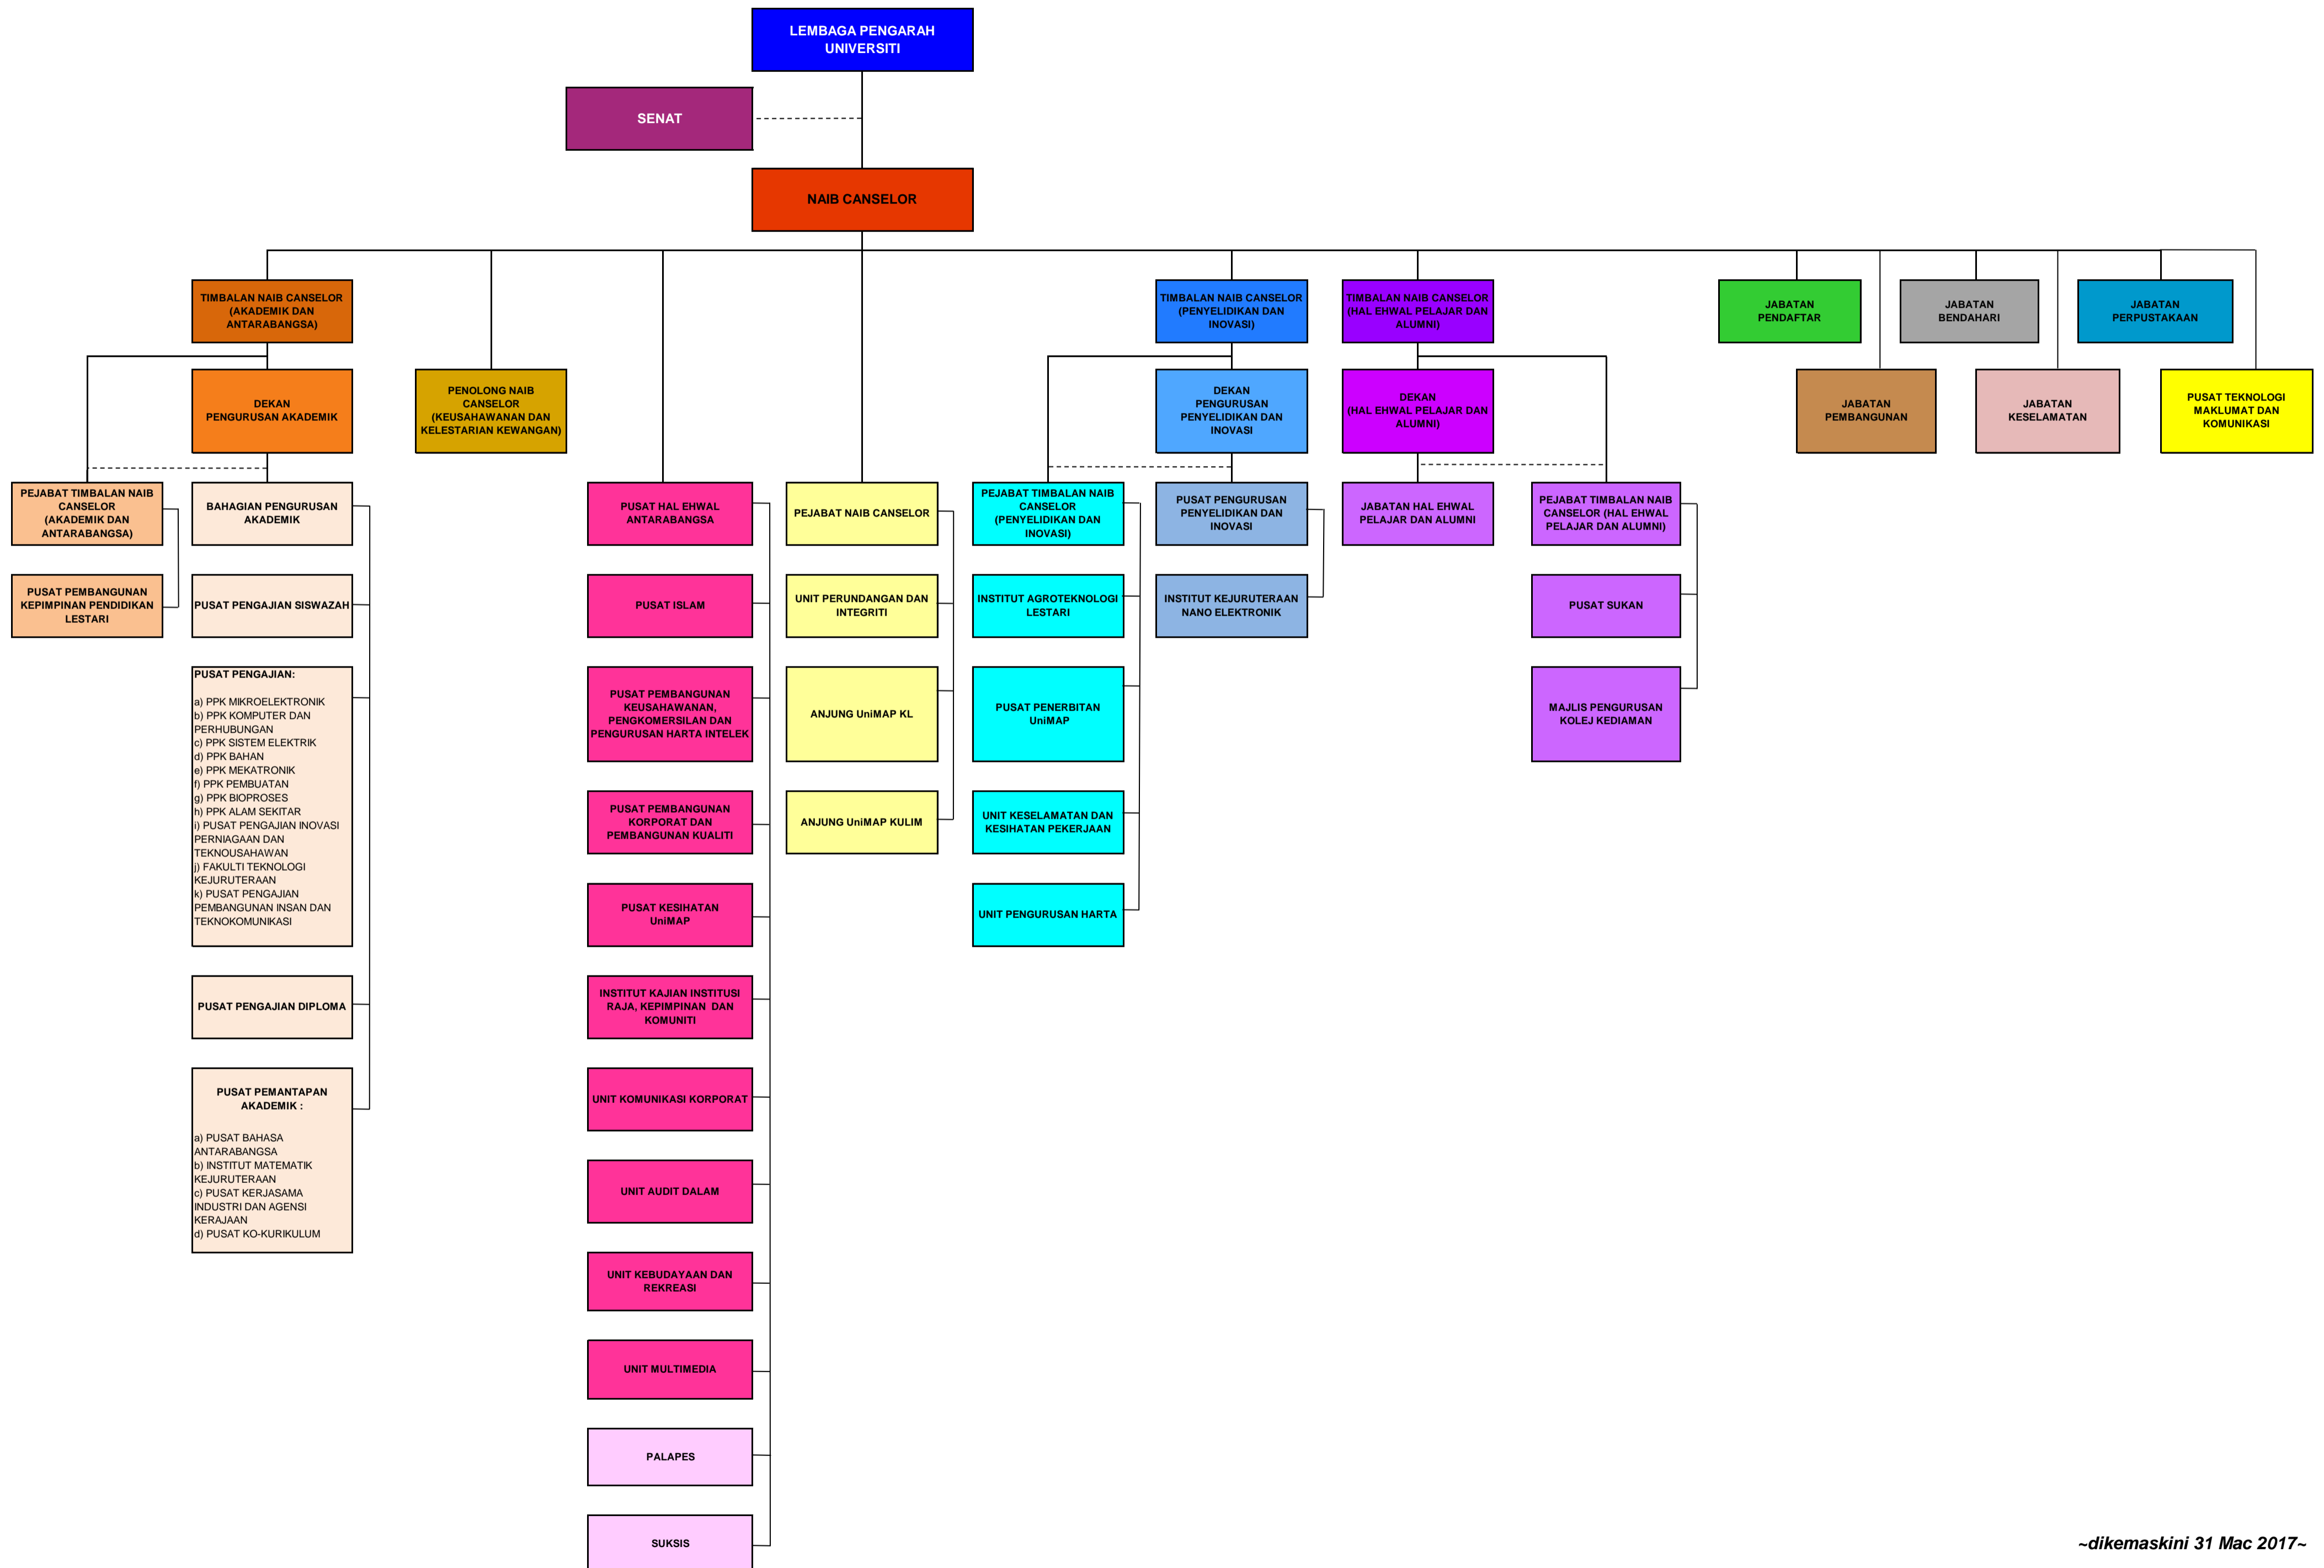 LEMBAGA PENGARAH
UNIVERSITI
SENAT
NAIB CANSELOR
TIMBALAN NAIB CANSELOR
(AKADEMIK DAN
ANTARABANGSA)
TIMBALAN NAIB CANSELOR
(PENYELIDIKAN DAN
INOVASI)
TIMBALAN NAIB CANSELOR
(HAL EHWAL PELAJAR DAN
ALUMNI)
JABATAN
PENDAFTAR
JABATAN
BENDAHARI
JABATAN
PERPUSTAKAAN
DEKAN
PENGURUSAN AKADEMIK
PENOLONG NAIB
CANSELOR
(KEUSAHAWANAN DAN
KELESTARIAN KEWANGAN)
DEKAN
PENGURUSAN
PENYELIDIKAN DAN
INOVASI
DEKAN
(HAL EHWAL PELAJAR DAN
ALUMNI)
JABATAN
PEMBANGUNAN
JABATAN
KESELAMATAN
PUSAT TEKNOLOGI
MAKLUMAT DAN
KOMUNIKASI
PEJABAT TIMBALAN NAIB
CANSELOR
(AKADEMIK DAN
ANTARABANGSA)
BAHAGIAN PENGURUSAN
AKADEMIK
PUSAT HAL EHWAL
ANTARABANGSA
PEJABAT NAIB CANSELOR
PEJABAT TIMBALAN NAIB
CANSELOR
(PENYELIDIKAN DAN
INOVASI)
PUSAT PENGURUSAN
PENYELIDIKAN DAN
INOVASI
JABATAN HAL EHWAL
PELAJAR DAN ALUMNI
PEJABAT TIMBALAN NAIB
CANSELOR (HAL EHWAL
PELAJAR DAN ALUMNI)
PUSAT PEMBANGUNAN
KEPIMPINAN PENDIDIKAN
LESTARI
PUSAT PENGAJIAN SISWAZAH
PUSAT ISLAM
UNIT PERUNDANGAN DAN
INTEGRITI
INSTITUT AGROTEKNOLOGI
LESTARI
INSTITUT KEJURUTERAAN
NANO ELEKTRONIK
PUSAT SUKAN
PUSAT PENGAJIAN:
a) PPK MIKROELEKTRONIK
b) PPK KOMPUTER DAN
PERHUBUNGAN
c) PPK SISTEM ELEKTRIK
d) PPK BAHAN
e) PPK MEKATRONIK
f) PPK PEMBUATAN
g) PPK BIOPROSES
h) PPK ALAM SEKITAR
i) PUSAT PENGAJIAN INOVASI
PERNIAGAAN DAN
TEKNOUSAHAWAN
j) FAKULTI TEKNOLOGI
KEJURUTERAAN
k) PUSAT PENGAJIAN
PEMBANGUNAN INSAN DAN
TEKNOKOMUNIKASI
PUSAT PEMBANGUNAN
KEUSAHAWANAN,
PENGKOMERSILAN DAN
PENGURUSAN HARTA INTELEK
ANJUNG UniMAP KL
PUSAT PENERBITAN
UniMAP
MAJLIS PENGURUSAN
KOLEJ KEDIAMAN
PUSAT PEMBANGUNAN
KORPORAT DAN
PEMBANGUNAN KUALITI
ANJUNG UniMAP KULIM
UNIT KESELAMATAN DAN
KESIHATAN PEKERJAAN
PUSAT KESIHATAN
UniMAP
UNIT PENGURUSAN HARTA
PUSAT PENGAJIAN DIPLOMA
INSTITUT KAJIAN INSTITUSI
RAJA, KEPIMPINAN DAN
KOMUNITI
PUSAT PEMANTAPAN
AKADEMIK :
a) PUSAT BAHASA
ANTARABANGSA
b) INSTITUT MATEMATIK
KEJURUTERAAN
c) PUSAT KERJASAMA
INDUSTRI DAN AGENSI
KERAJAAN
d) PUSAT KO-KURIKULUM
UNIT KOMUNIKASI KORPORAT
UNIT AUDIT DALAM
UNIT KEBUDAYAAN DAN
REKREASI
UNIT MULTIMEDIA
PALAPES
SUKSIS
~dikemaskini 31 Mac 2017~